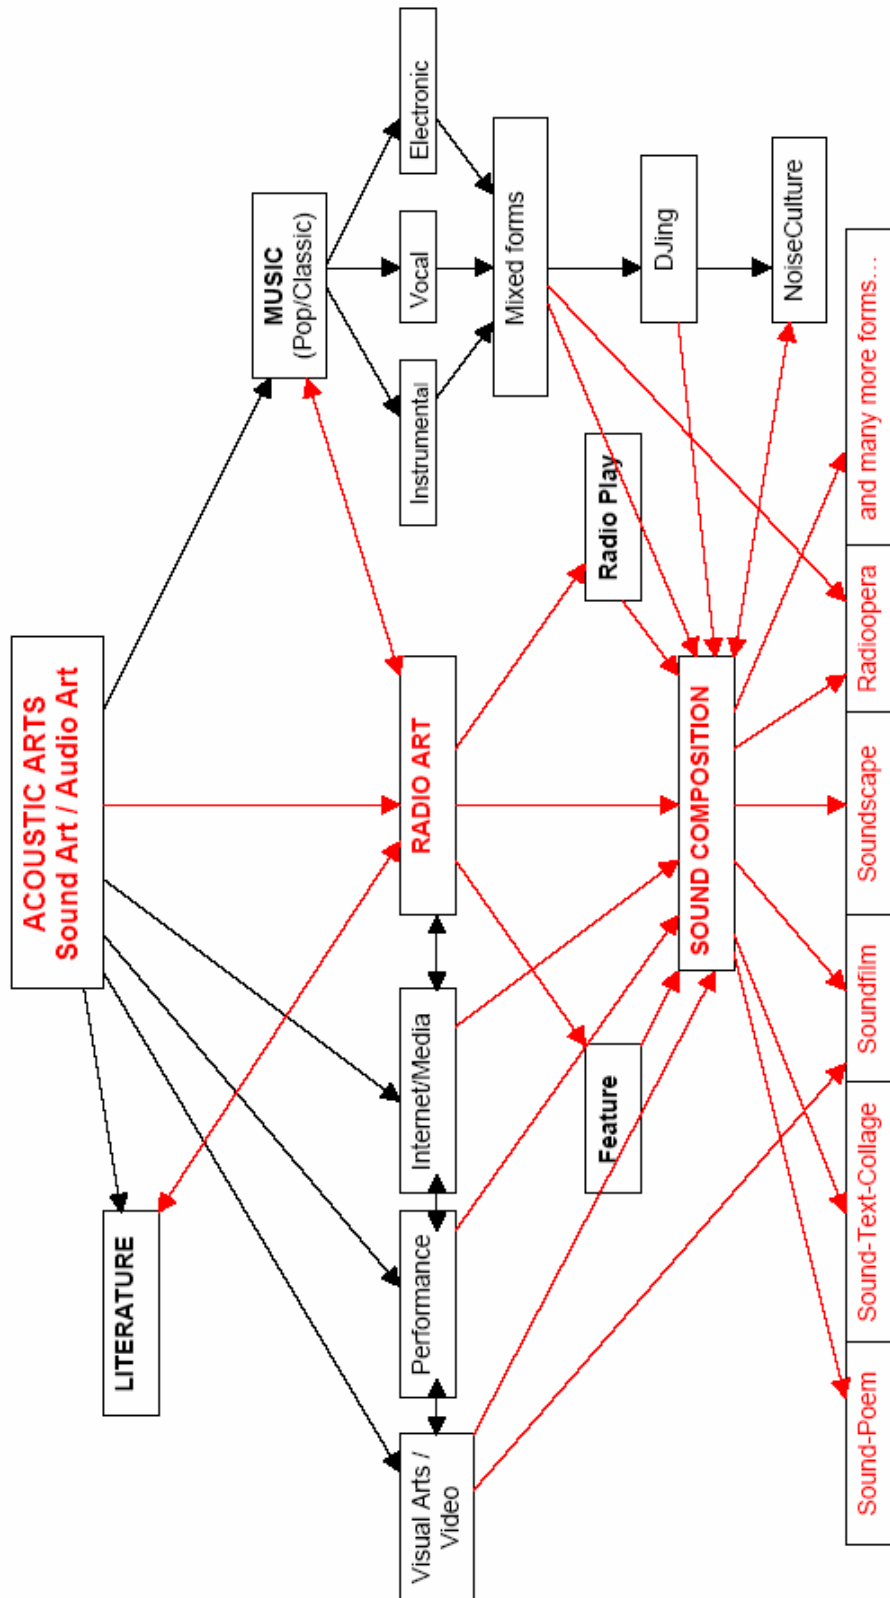 ACOUSTIC ARTS
Sound Art / Audio Art
LITERATURE
MUSIC
(Pop/Classic)
Visual Arts /
Video
Performance
Internet/Media
RADIO ART
Instrumental
Vocal
Electronic
Mixed forms
Feature
Radio Play
DJing
SOUND COMPOSITION
NoiseCulture
Sound-Poem
Sound-Text-Collage
Soundfilm
Soundscape
Radioopera
and many more forms...